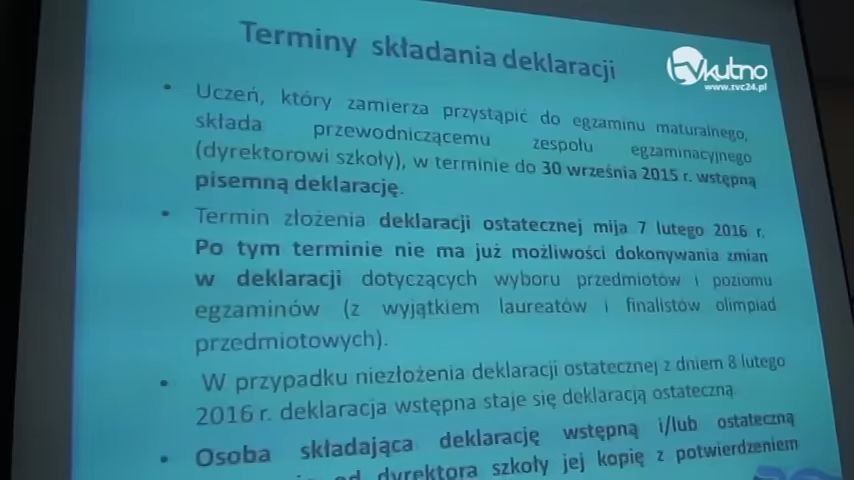 Terminy składania deklaracji
tvkutno
www.tvc24.pl
• Uczeń, który zamierza przystąpić do egzaminu maturalnego,
składa przewodniczącemu zespołu egzaminacyjnego
(dyrektorowi szkoły), w terminie do 30 września 2015 r. wstępną
pisemną deklarację.
• Termin złożenia deklaracji ostatecznej mija 7 lutego 2016 r.
Po tym terminie nie ma już możliwości dokonywania zmian
w deklaracji dotyczących wyboru przedmiotów i poziomu
egzaminów (z wyjątkiem laureatów i finalistów olimpiad
przedmiotowych).
• W przypadku niezłożenia deklaracji ostatecznej z dniem 8 lutego
2016 r. deklaracja wstępna staje się deklaracją ostateczną
• Osoba składająca deklarację wstępną i/lub ostateczną
od dyrektora szkoły jej kopię z potwierdzeniem